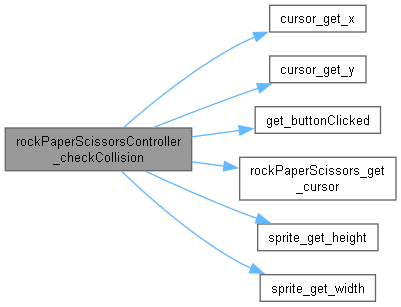 rockPaperScissorsController
_checkCollision
cursor_get_x
cursor_get_y
get_buttonClicked
rockPaperScissors_get
_cursor
sprite_get_height
sprite_get_width